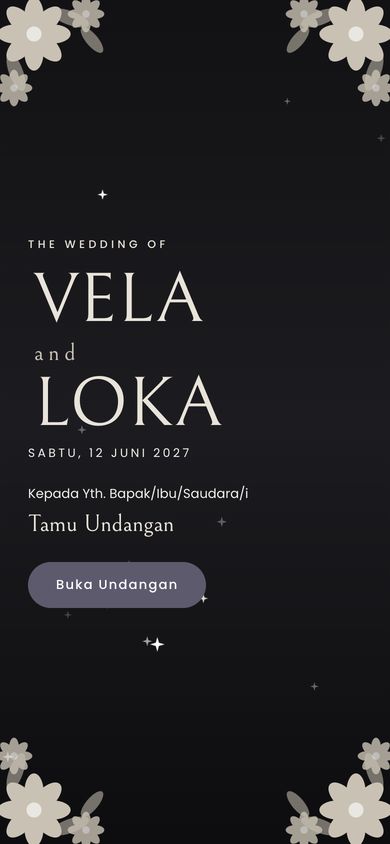 THE WEDDING OF
VELA
and
LOKA
SABTU, 12 JUNI 2027
Kepada Yth. Bapak/Ibu/Saudara/i
Tamu Undangan
Buka Undangan